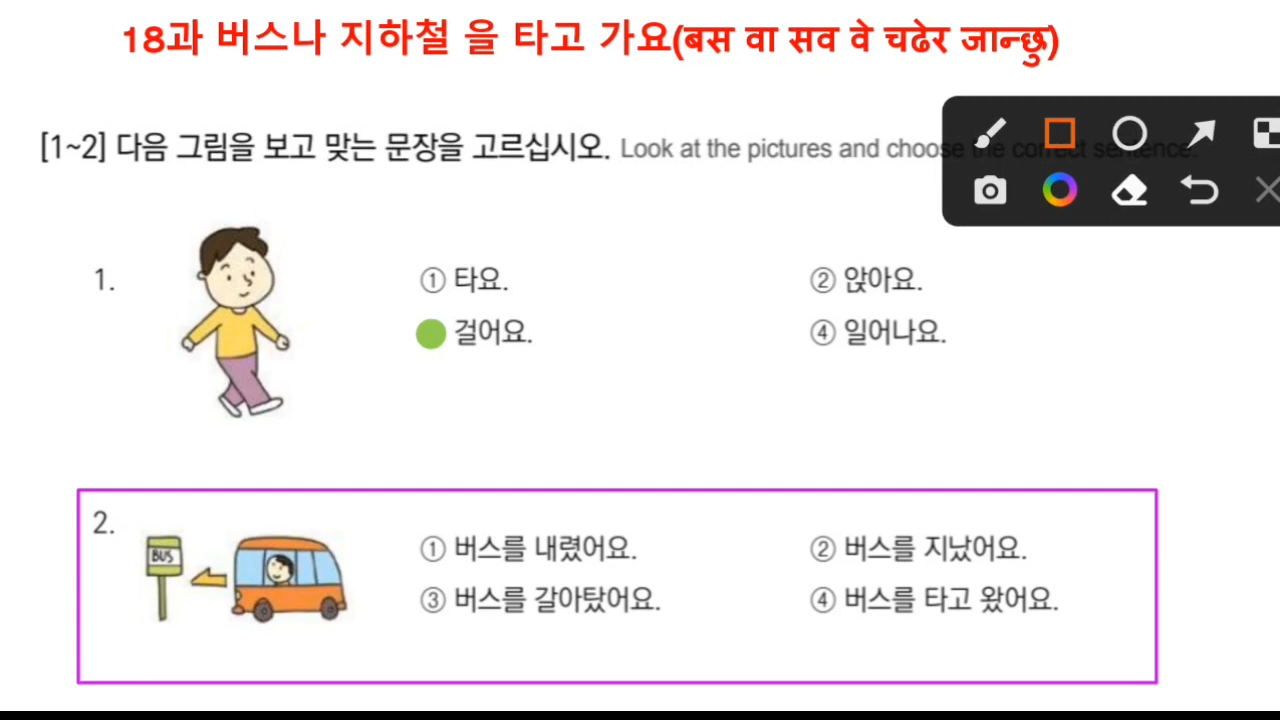 18과 버스나 지하철 을 타고 가요(बस वा सव वे चढेर जान्छु)
[1~2] 다음 그림을 보고 맞는 문장을 고르십시오. Look at the pictures and choose the correct sentence.
1.
① 타요. ② 앉아요.
걸어요. ④ 일어나요.
2.
BUS
① 버스를 내렸어요. ② 버스를 지났어요.
③ 버스를 갈아탔어요. ④ 버스를 타고 왔어요.